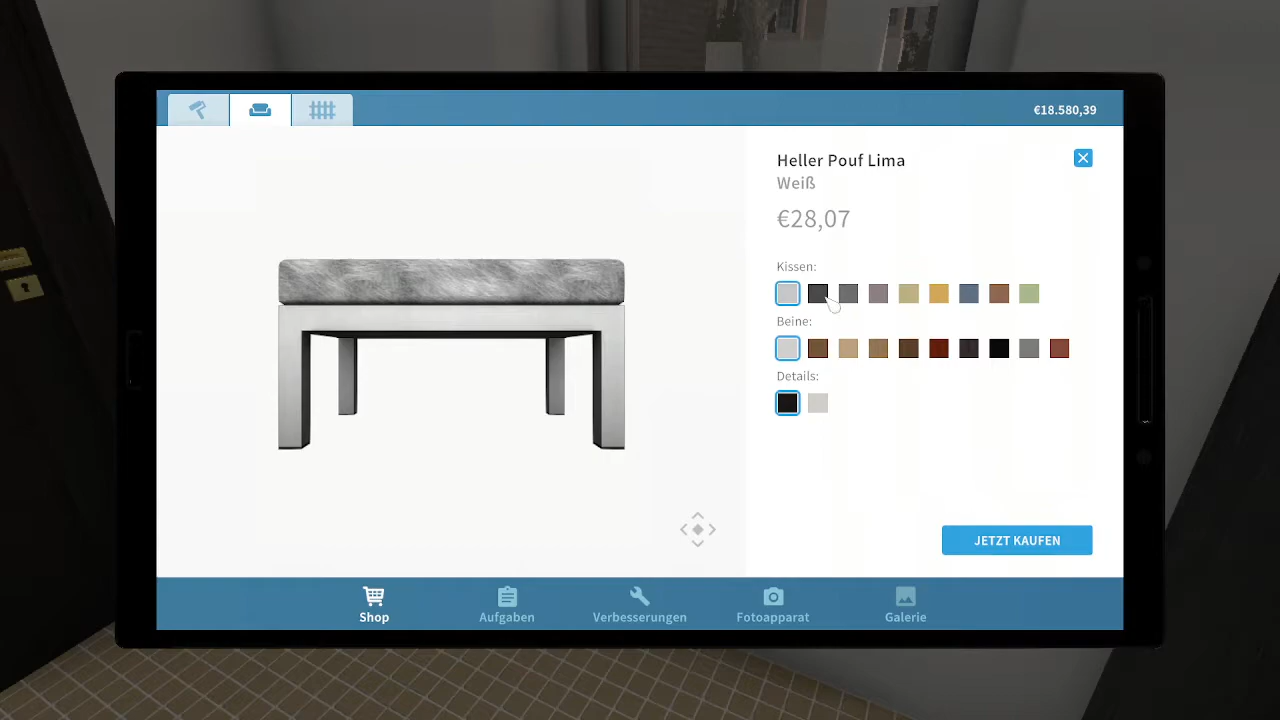 €18.580,39
Heller Pouf Lima
Weiß
€28,07
Kissen:
Beine:
Details:
JETZT KAUFEN
Shop
Aufgaben
Verbesserungen
Fotoapparat
Galerie